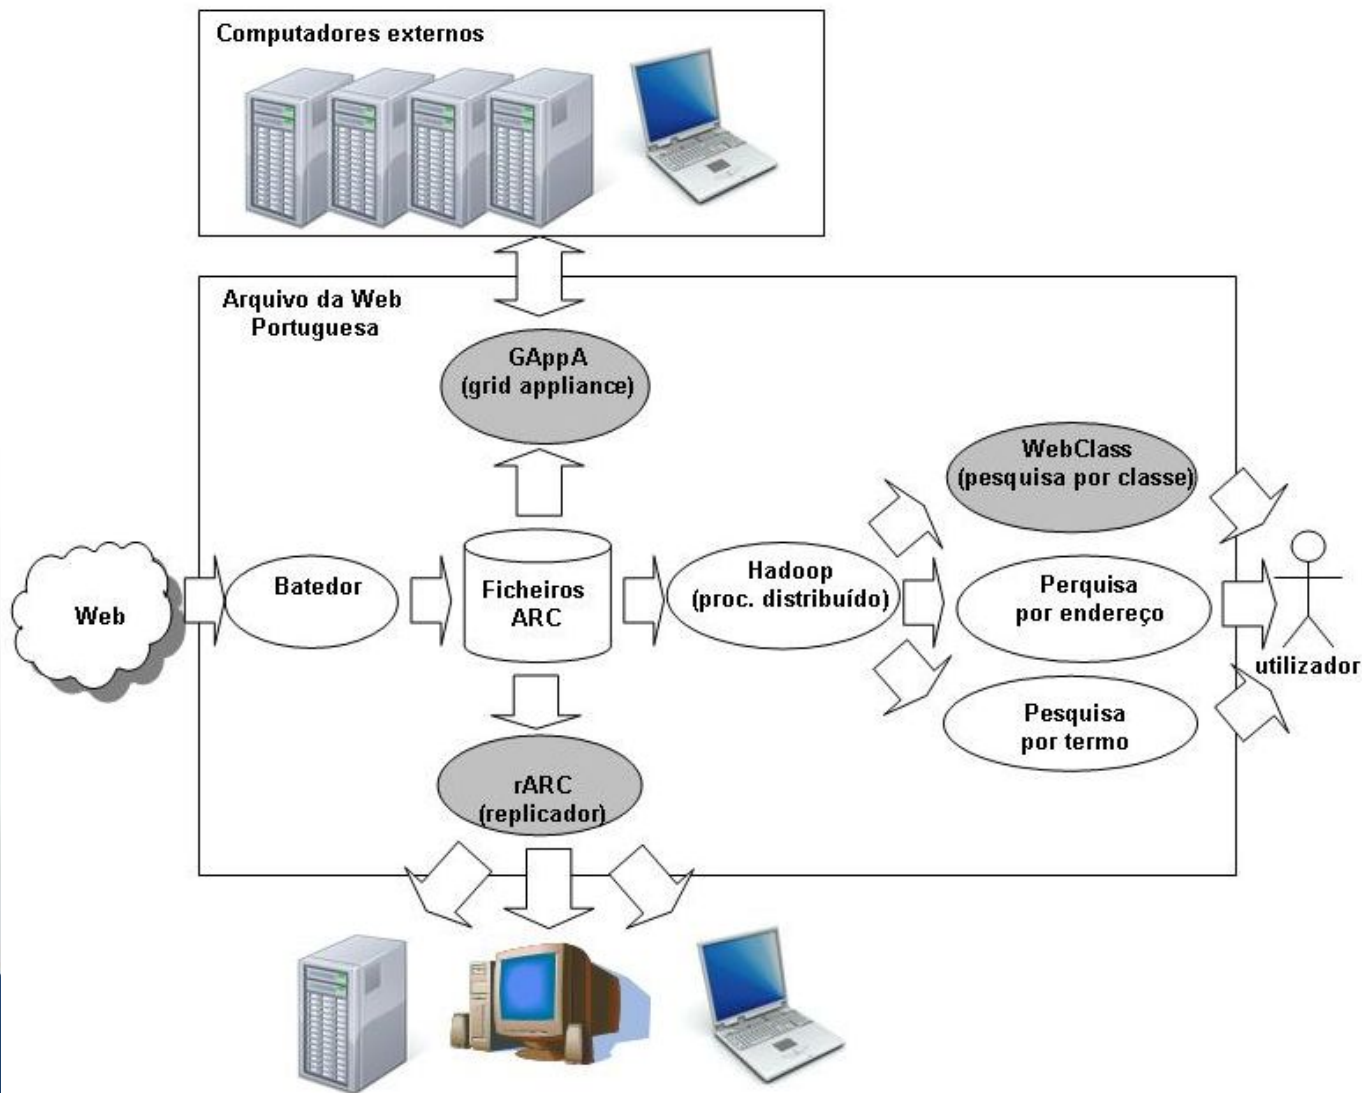 Computadores externos
Arquivo da Web
Portuguesa
GAppA
(grid appliance)
WebClass
(pesquisa por classe)
Web
Batedor
Ficheiros
ARC
Hadoop
(proc. distribuído)
Perquisa
por endereço
utilizador
Pesquisa
por termo
rARC
(replicador)